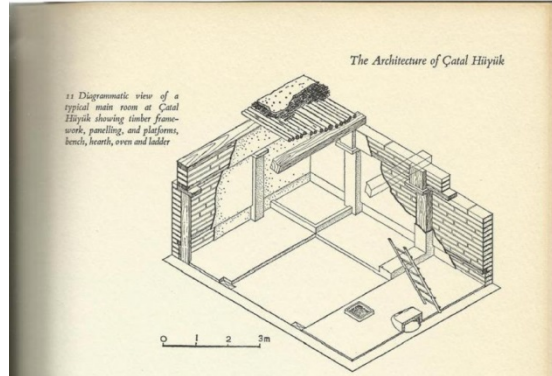 The Architecture of Çatal Hüyük
11 Diagrammatic view of a
typical main room at Çatal
Hüyük showing timber frame-
work, panelling, and platforms,
bench, hearth, oven and ladder
0 1 2 3m